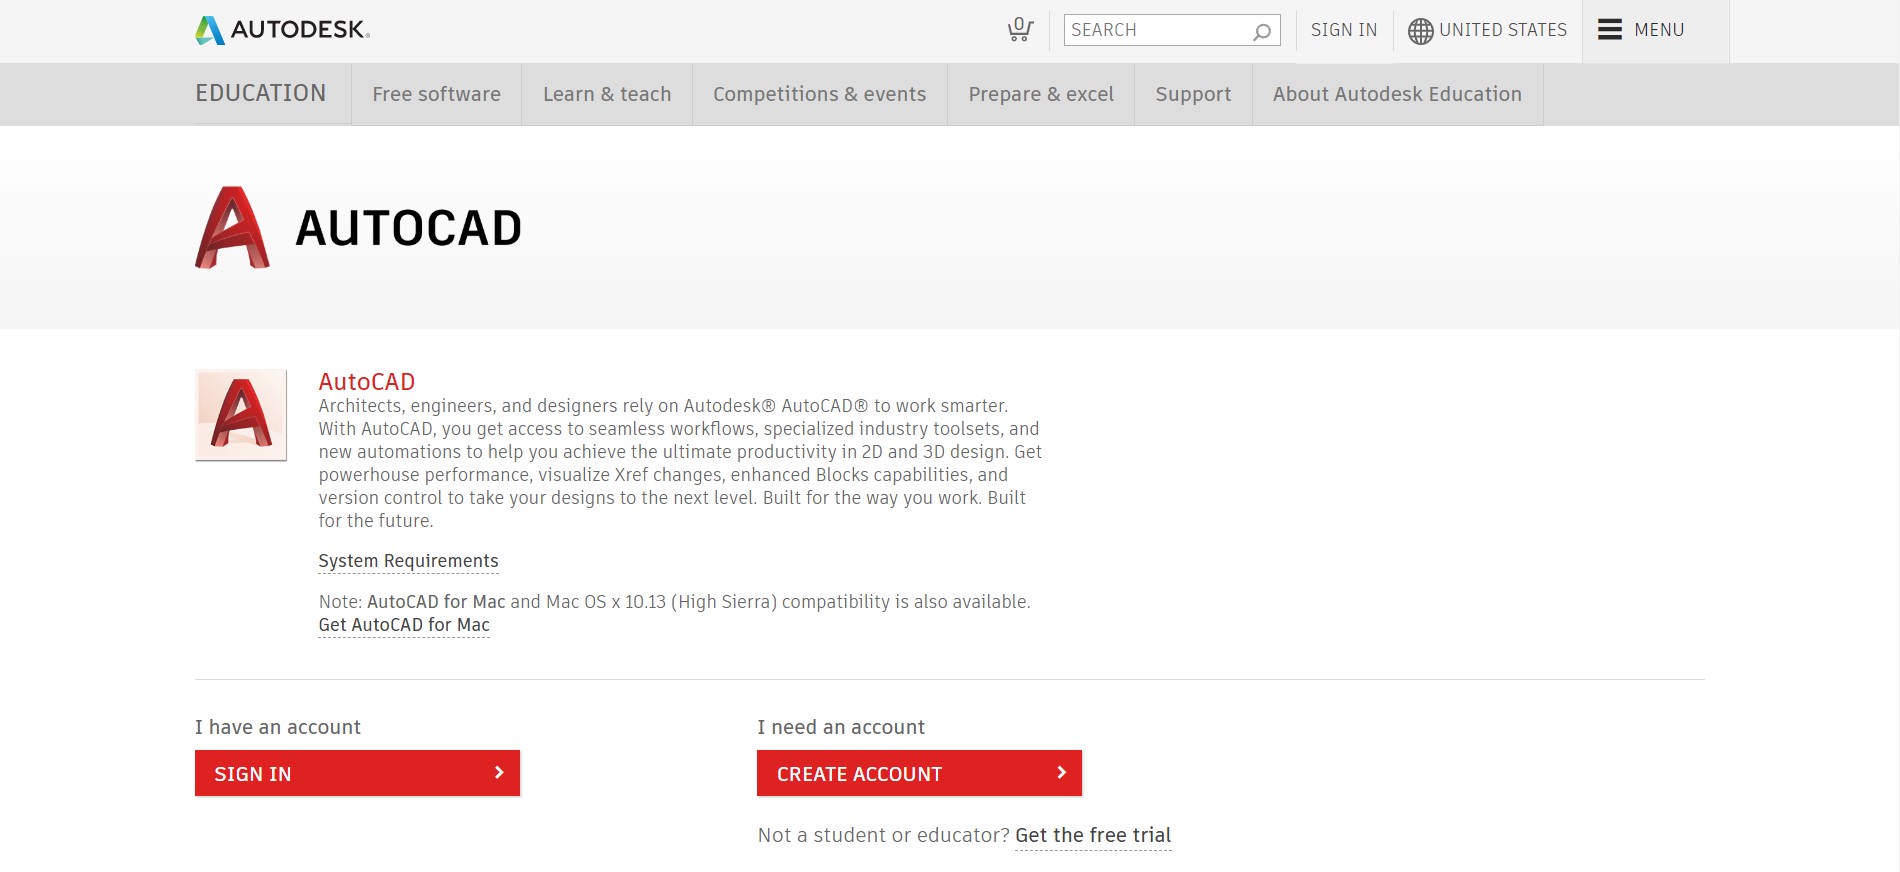 AUTODESK.
0
SEARCH
SIGN IN
UNITED STATES
MENU
EDUCATION
Free software
Learn & teach
Competitions & events
Prepare & excel
Support
About Autodesk Education
AUTOCAD
AutoCAD
Architects, engineers, and designers rely on Autodesk® AutoCAD® to work smarter.
With AutoCAD, you get access to seamless workflows, specialized industry toolsets, and
new automations to help you achieve the ultimate productivity in 2D and 3D design. Get
powerhouse performance, visualize Xref changes, enhanced Blocks capabilities, and
version control to take your designs to the next level. Built for the way you work. Built
for the future.
System Requirements
Note: AutoCAD for Mac and Mac OS x 10.13 (High Sierra) compatibility is also available.
Get AutoCAD for Mac
I have an account
SIGN IN
I need an account
CREATE ACCOUNT
Not a student or educator? Get the free trial